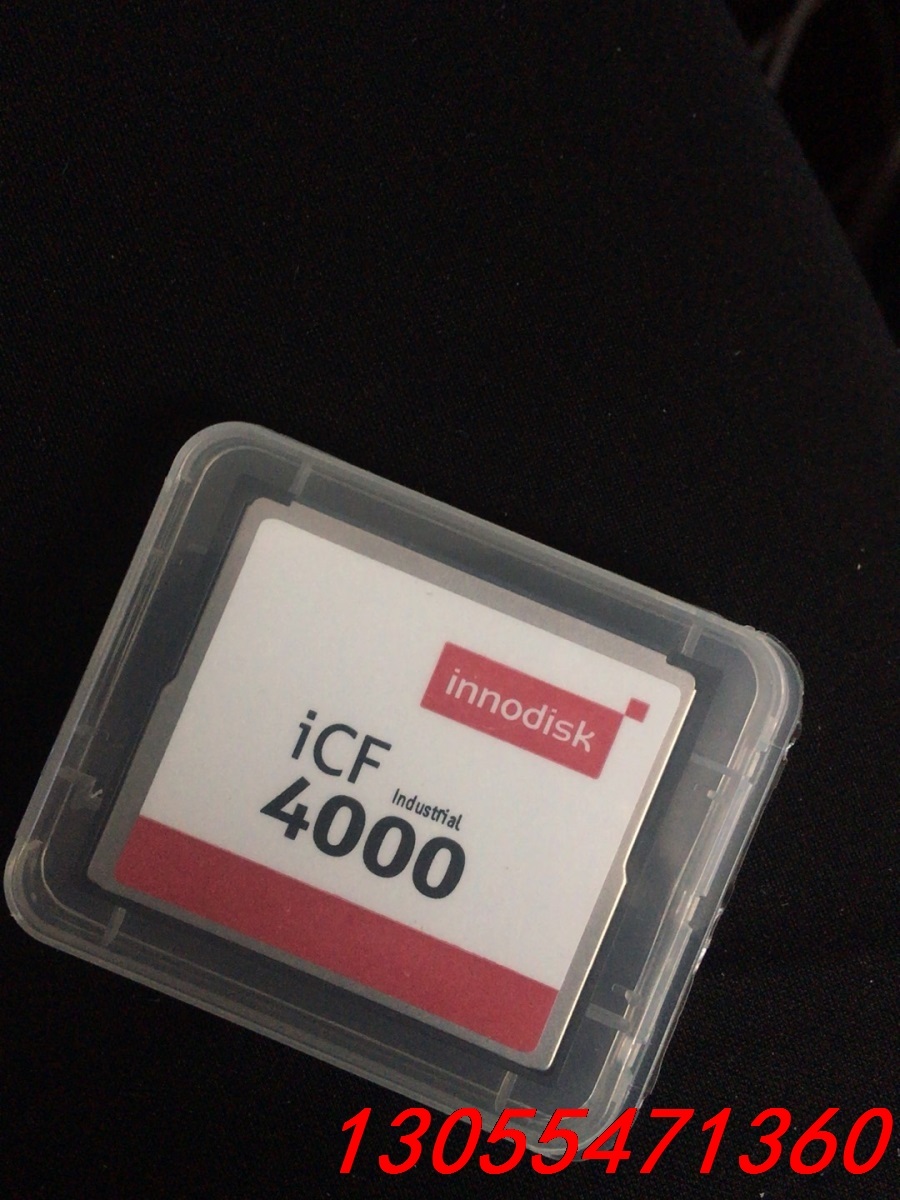 innodisk
iCF
Industrial
4000
13055471360